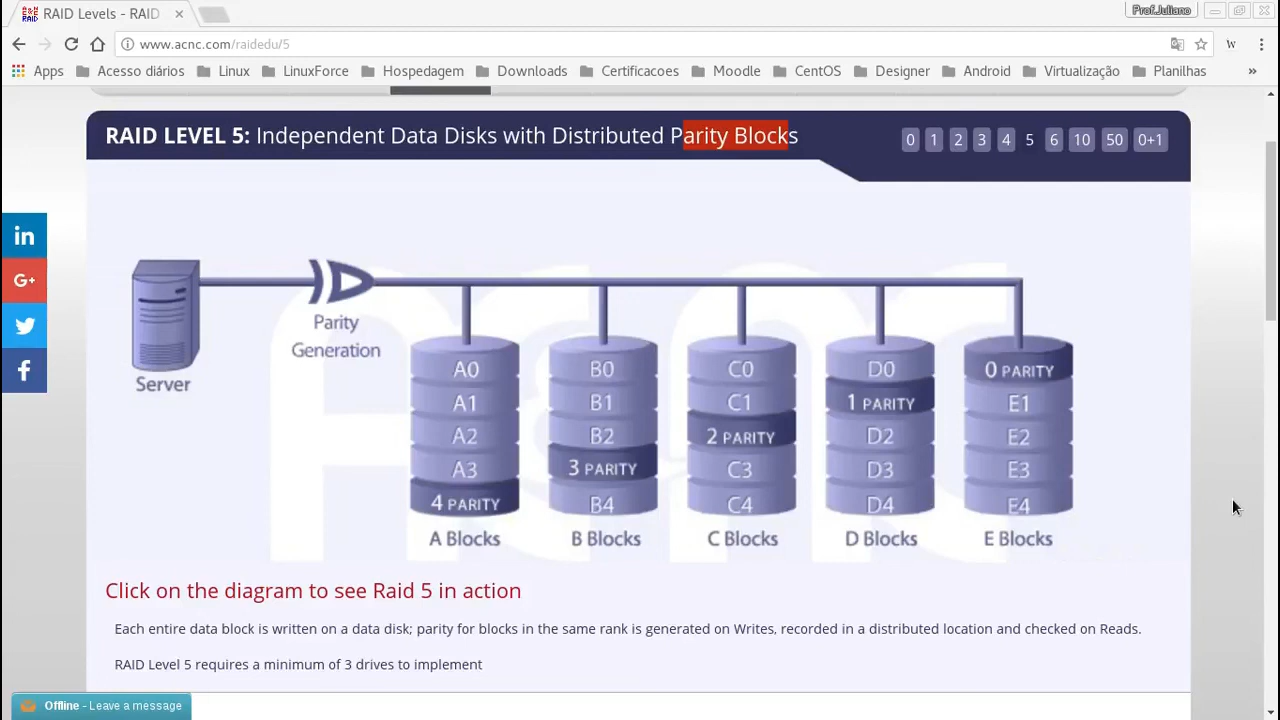 RAID Levels - RAID
Prof.Juliano
www.acnc.com/raidedu/5
W
Apps Acesso diários Linux LinuxForce Hospedagem Downloads Certificacoes Moodle CentOS Designer Android Virtualização Planilhas »
RAID LEVEL 5: Independent Data Disks with Distributed Parity Blocks
0 1 2 3 4 5 6 10 50 0+1
in
G+
f
Server
Parity
Generation
A0 B0 C0 D0 0 PARITY
A1 B1 C1 1 PARITY E1
A2 B2 2 PARITY D2 E2
A3 3 PARITY C3 D3 E3
4 PARITY B4 C4 D4 E4
A Blocks B Blocks C Blocks D Blocks E Blocks
Click on the diagram to see Raid 5 in action
Each entire data block is written on a data disk; parity for blocks in the same rank is generated on Writes, recorded in a distributed location and checked on Reads.
RAID Level 5 requires a minimum of 3 drives to implement
Offline - Leave a message